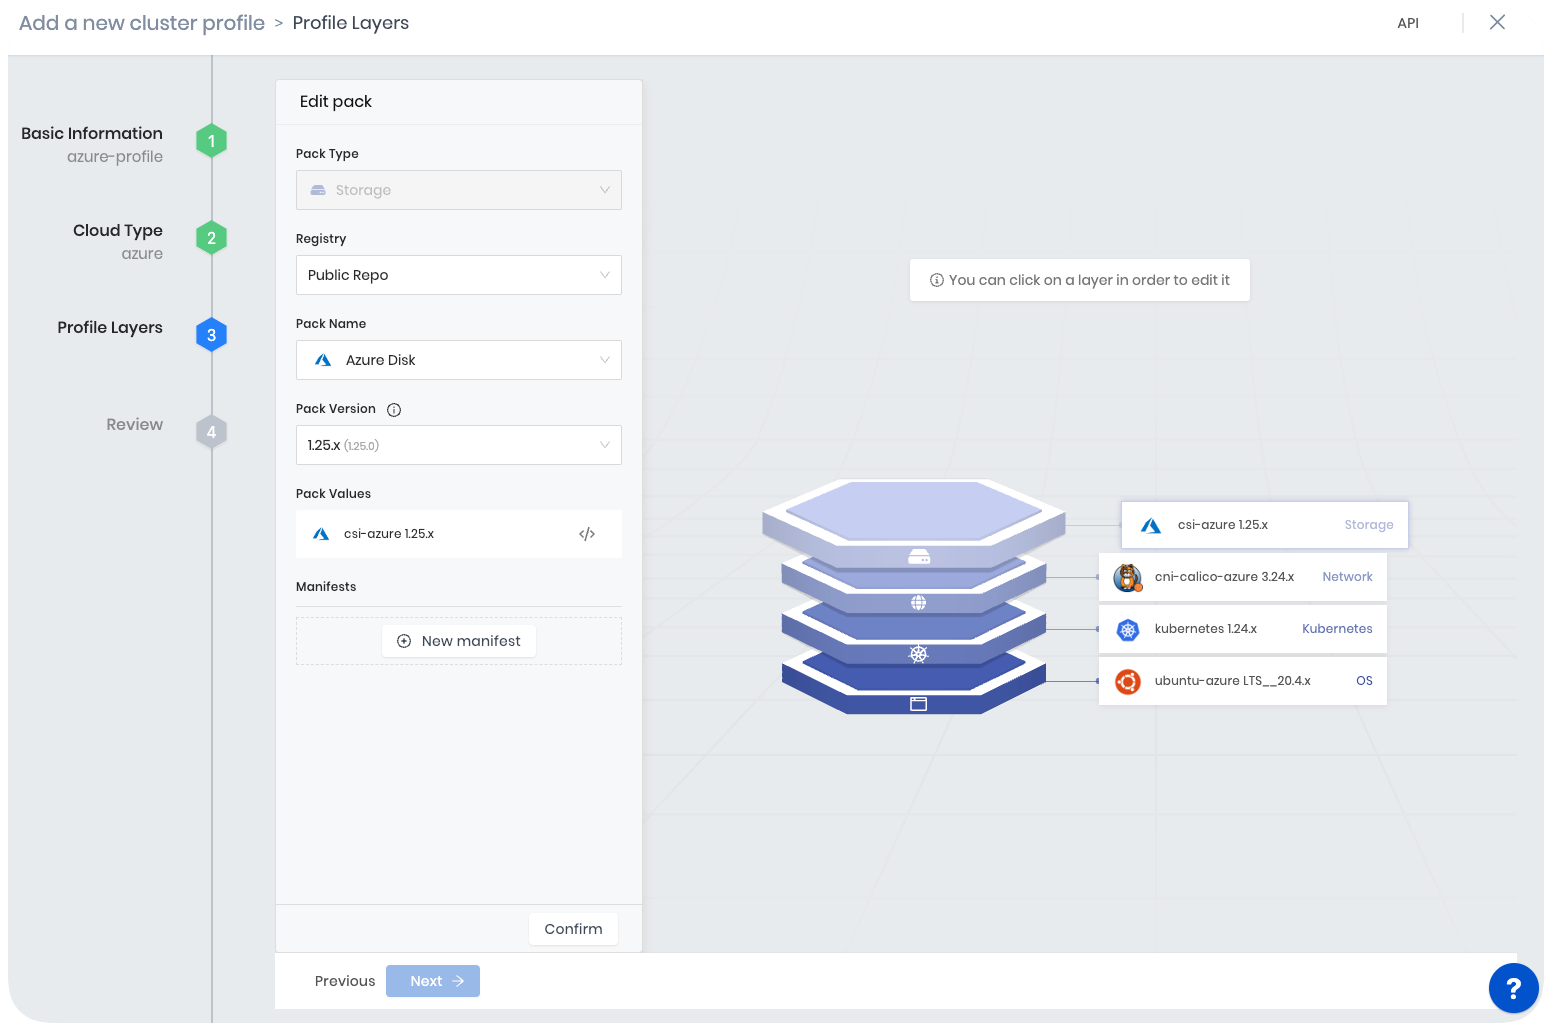 Add a new cluster profile > Profile Layers
API
Basic Information
azure-profile
1
Cloud Type
azure
2
Profile Layers
3
Review
4
Edit pack
Pack Type
Storage
Registry
Public Repo
Pack Name
Azure Disk
Pack Version
1.25.x (1.25.0)
Pack Values
csi-azure 1.25.x
</>
Manifests
New manifest
Confirm
Previous
Next →
You can click on a layer in order to edit it
csi-azure 1.25.x Storage
cni-calico-azure 3.24.x Network
kubernetes 1.24.x Kubernetes
ubuntu-azure LTS__20.4.x OS
?